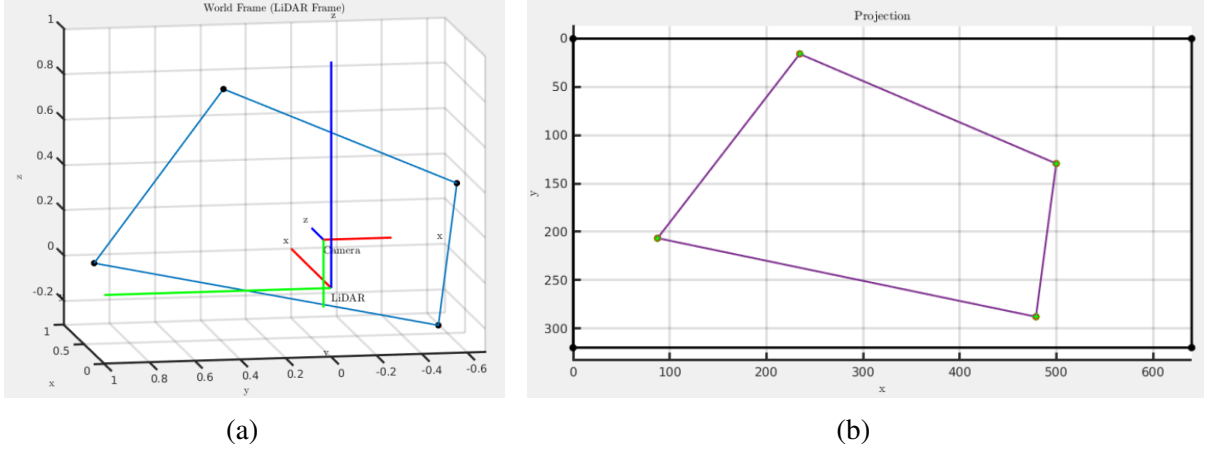 World Frame (LiDAR Frame)
z
1
0.8
0.6
0.4
0.2
0
-0.2
z
z
x
Camera
x
LiDAR
y
1
0.5
0
x
1
0.8
0.6
0.4
0.2
0
-0.2
-0.4
-0.6
y
(a)
Projection
0
50
100
150
200
250
300
y
0
100
200
300
400
500
600
x
(b)